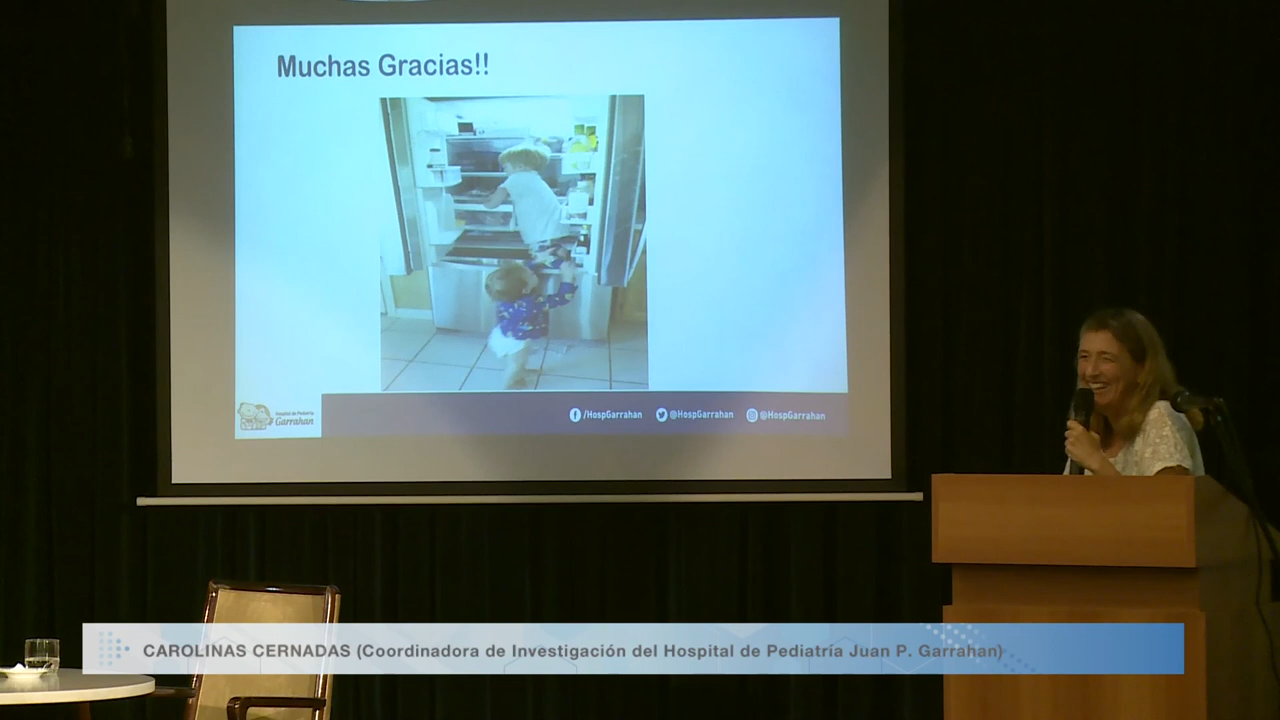 Muchas Gracias!!
Hospital de Pediatría
Garrahan
/HospGarrahan
@HospGarrahan
@HospGarrahan
CAROLINAS CERNADAS (Coordinadora de Investigación del Hospital de Pediatría Juan P. Garrahan)